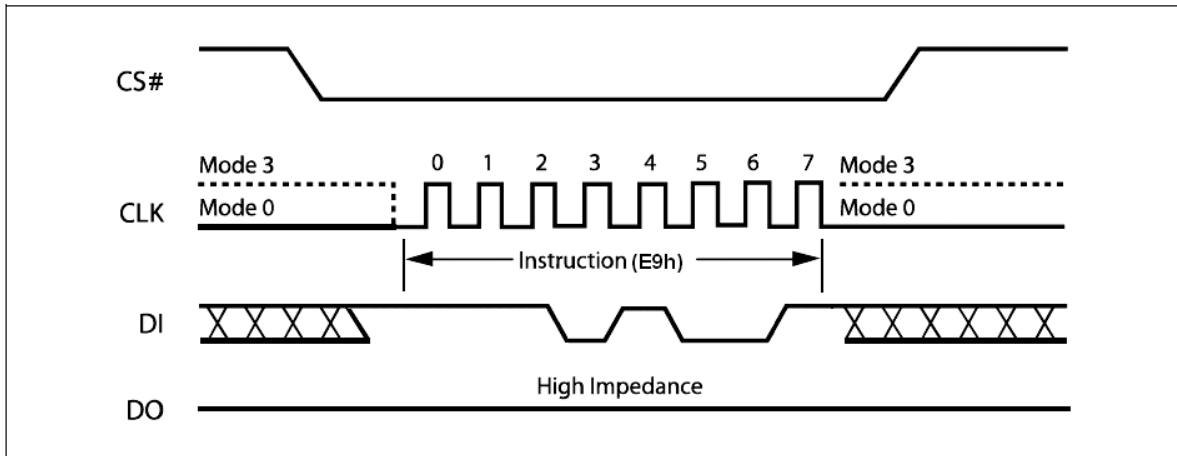 CS#
Mode 3
0 1 2 3 4 5 6 7
Mode 3
CLK
Mode 0
Mode 0
Instruction (E9h)
DI
High Impedance
DO